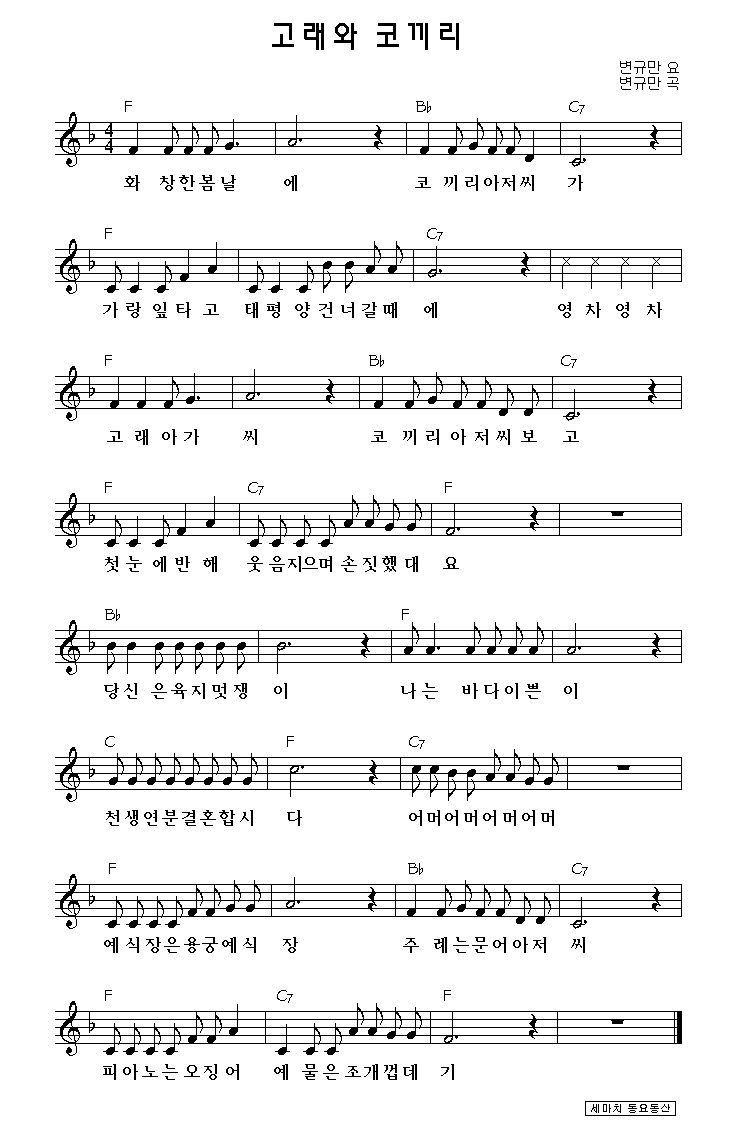 고래와 코끼리
변규만 요
변규만 곡
F B♭ C7
4
4
화 창한봄날 에 코 끼리아저씨 가
F C7
가랑잎타고 태평양건너갈때에 영차영차
F B♭ C7
고래아가 씨 코끼리아저씨보고
F C7 F
첫눈에반해 웃음지으며손짓했대요
B♭ F
당신은육지멋쟁이 나는 바다이쁜이
C F C7
천생연분결혼합시 다 어머어머어머어머
F B♭ C7
예식장은용궁예식 장 주 례는문어아저 씨
F C7 F
피아노는오징어 예물은조개껍데기
세마치 동요동산